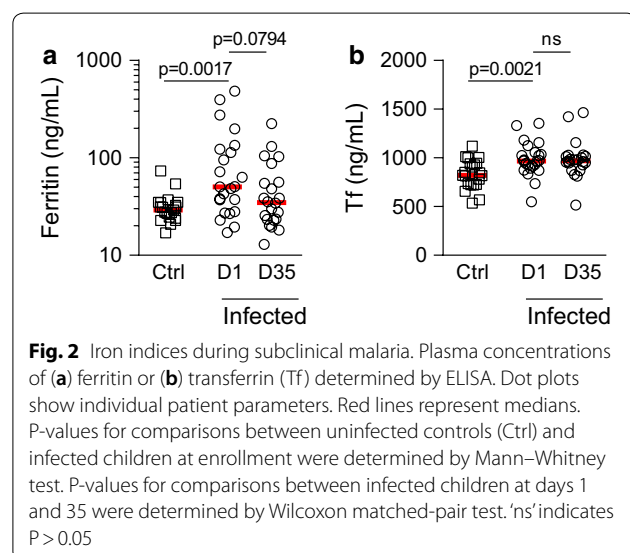 a
p=0.0794
p=0.0017
Ferritin (ng/mL)
1000
100
10
Ctrl D1 D35
Infected
b
ns
p=0.0021
Tf (ng/mL)
2000
1500
1000
500
0
Ctrl D1 D35
Infected
Fig. 2 Iron indices during subclinical malaria. Plasma concentrations
of (a) ferritin or (b) transferrin (Tf) determined by ELISA. Dot plots
show individual patient parameters. Red lines represent medians.
P-values for comparisons between uninfected controls (Ctrl) and
infected children at enrollment were determined by Mann–Whitney
test. P-values for comparisons between infected children at days 1
and 35 were determined by Wilcoxon matched-pair test. ‘ns’ indicates
P > 0.05